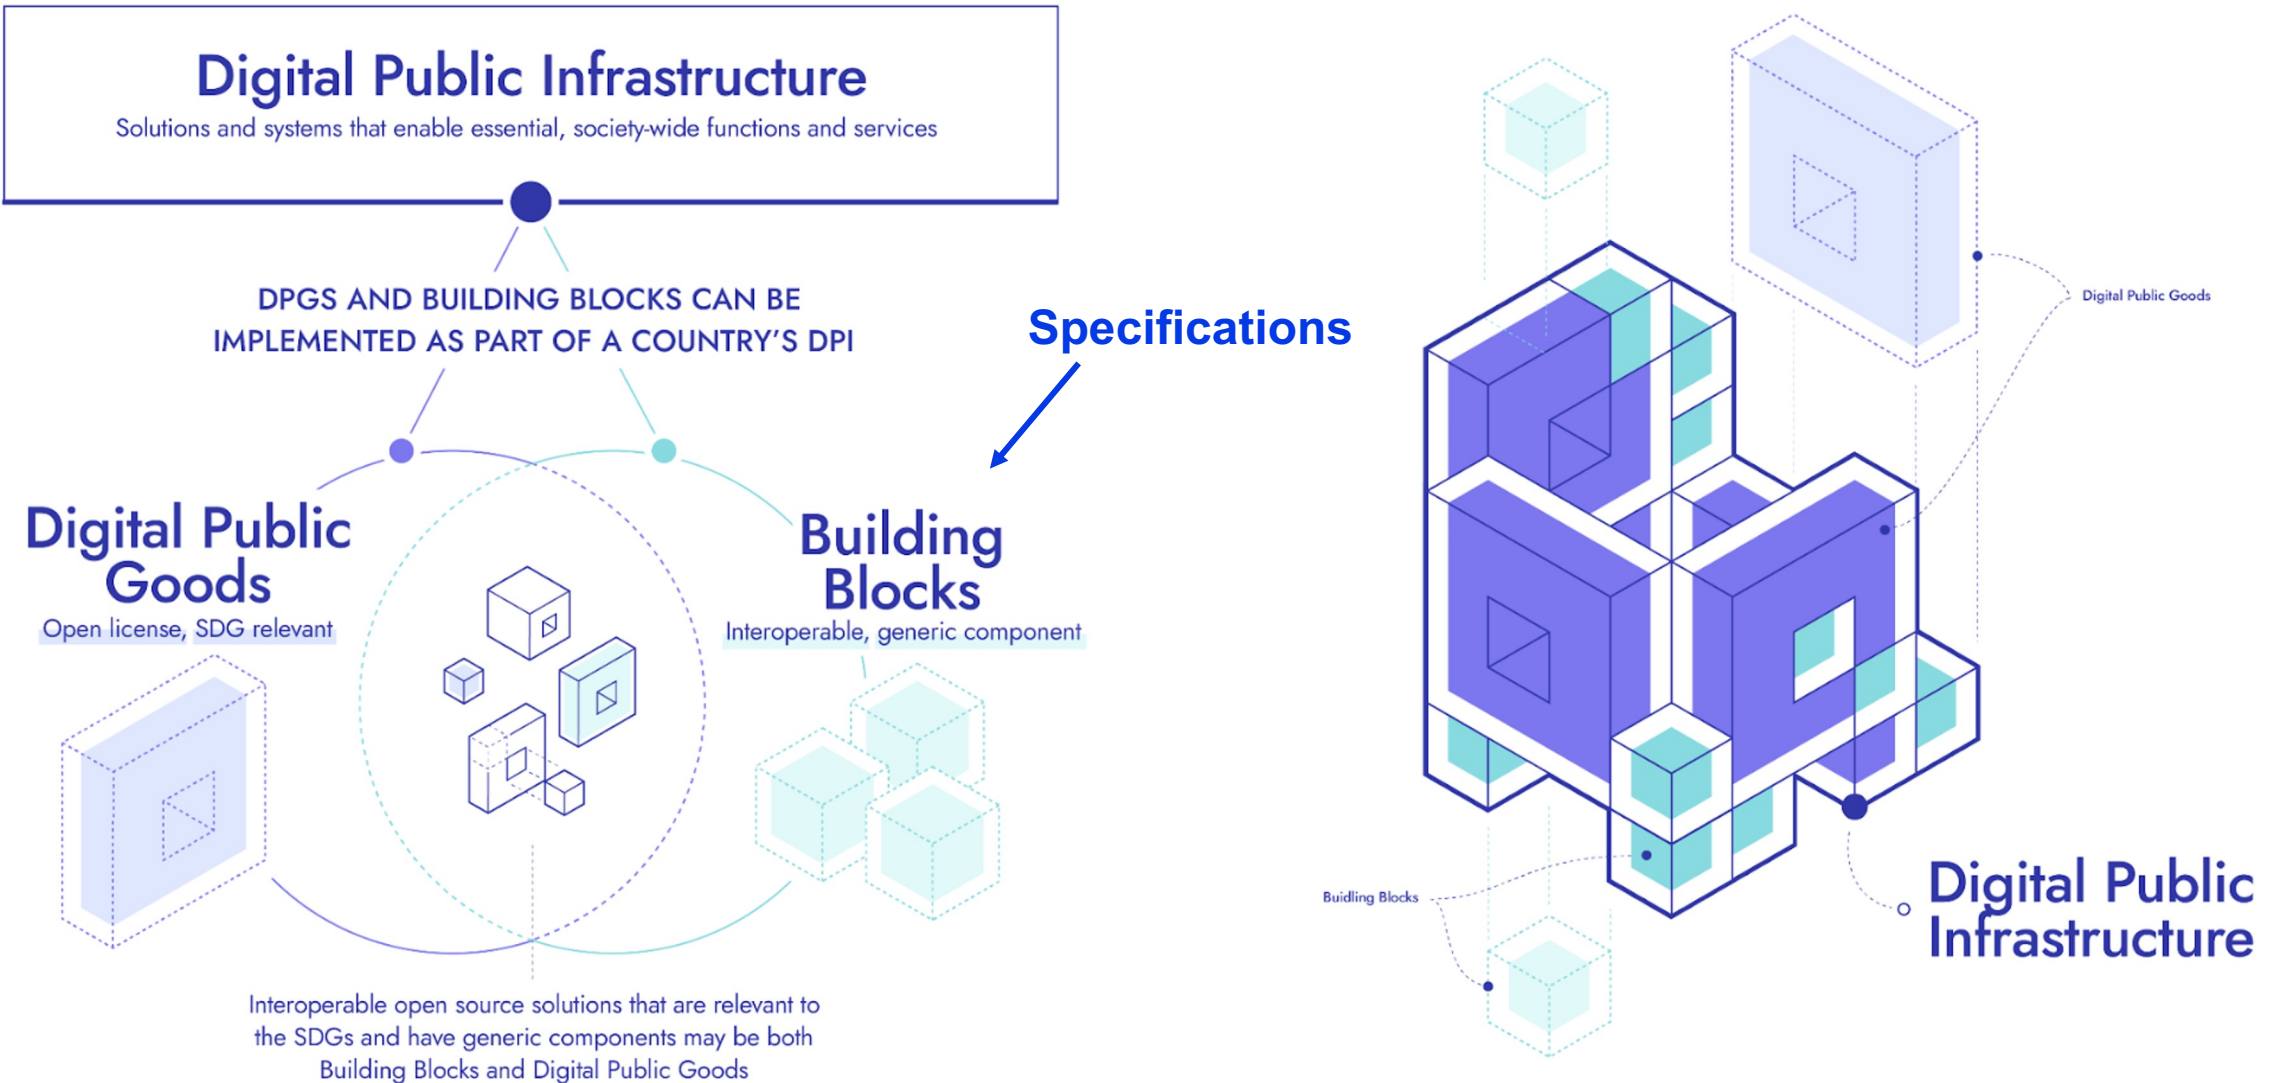 Digital Public Infrastructure
Solutions and systems that enable essential, society-wide functions and services
DPGS AND BUILDING BLOCKS CAN BE
IMPLEMENTED AS PART OF A COUNTRY'S DPI
Specifications
Digital Public
Goods
Open license, SDG relevant
Building
Blocks
Interoperable, generic component
Interoperable open source solutions that are relevant to
the SDGs and have generic components may be both
Building Blocks and Digital Public Goods
Digital Public Goods
Buidling Blocks
Digital Public
Infrastructure